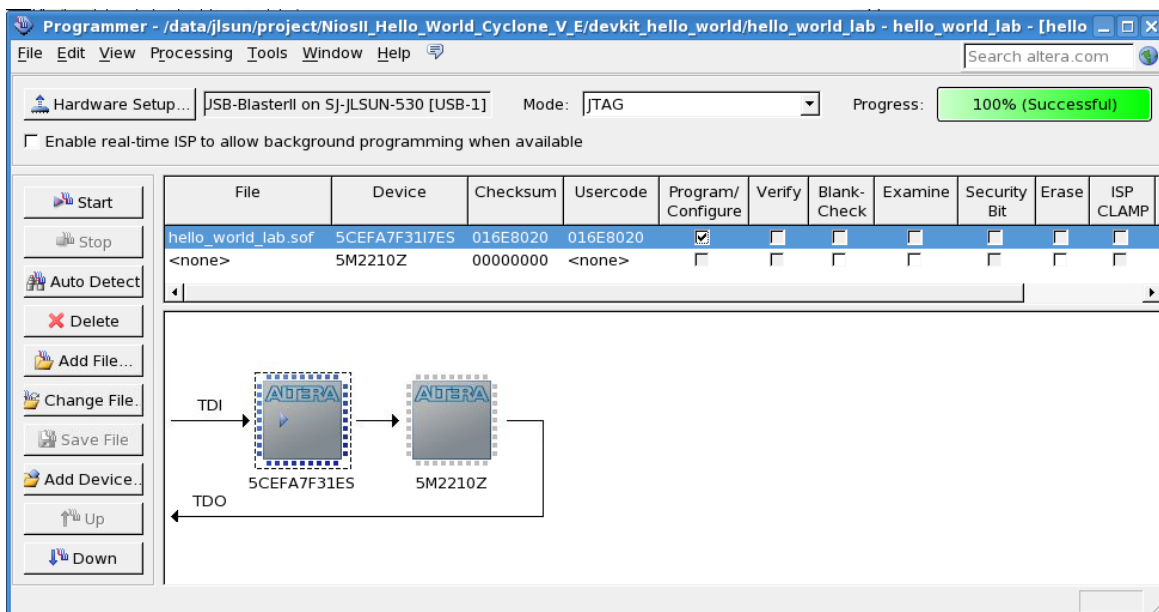 Programmer - /data/jlsun/project/NiosII_Hello_World_Cyclone_V_E/devkit_hello_world/hello_world_lab - hello_world_lab - [hello
File Edit View Processing Tools Window Help
Search altera.com
Hardware Setup... JSB-BlasterII on SJ-JLSUN-530 [USB-1] Mode: JTAG Progress: 100% (Successful)
Enable real-time ISP to allow background programming when available
Start
Stop
Auto Detect
Delete
Add File...
Change File.
Save File
Add Device.
Up
Down
File Device Checksum Usercode Program/ Verify Blank- Examine Security Erase ISP
Configure Check Bit CLAMP
hello_world_lab.sof 5CEFA7F31I7ES 016E8020 016E8020
<none> 5M2210Z 00000000 <none>
TDI
ALTERA ALTERA
5CEFA7F31ES 5M2210Z
TDO